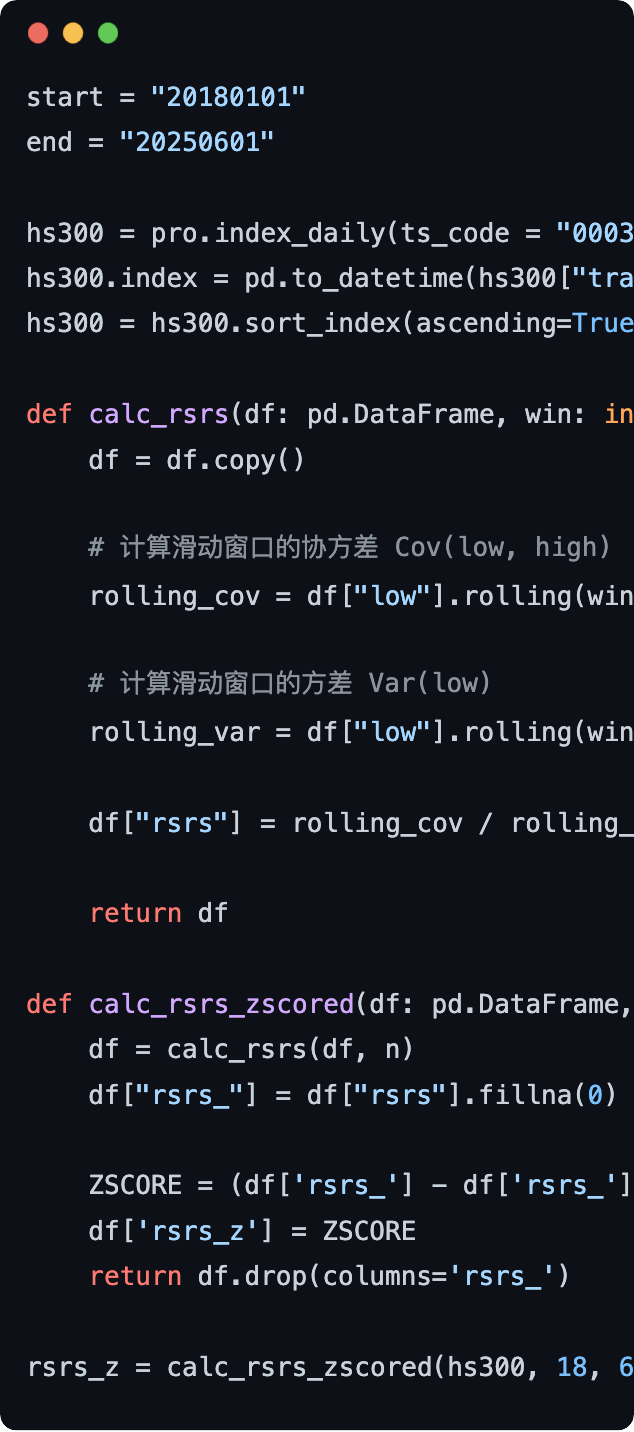 start = "20180101"
end = "20250601"
hs300 = pro.index_daily(ts_code = "0003
hs300.index = pd.to_datetime(hs300["tra
hs300 = hs300.sort_index(ascending=True
def calc_rsrs(df: pd.DataFrame, win: in
    df = df.copy()
    # 计算滑动窗口的协方差 Cov(low, high)
    rolling_cov = df["low"].rolling(win
    # 计算滑动窗口的方差 Var(low)
    rolling_var = df["low"].rolling(win
    df["rsrs"] = rolling_cov / rolling_
    return df
def calc_rsrs_zscored(df: pd.DataFrame,
    df = calc_rsrs(df, n)
    df["rsrs_"] = df["rsrs"].fillna(0)
    ZSCORE = (df['rsrs_'] - df['rsrs_']
    df['rsrs_z'] = ZSCORE
    return df.drop(columns='rsrs_')
rsrs_z = calc_rsrs_zscored(hs300, 18, 6